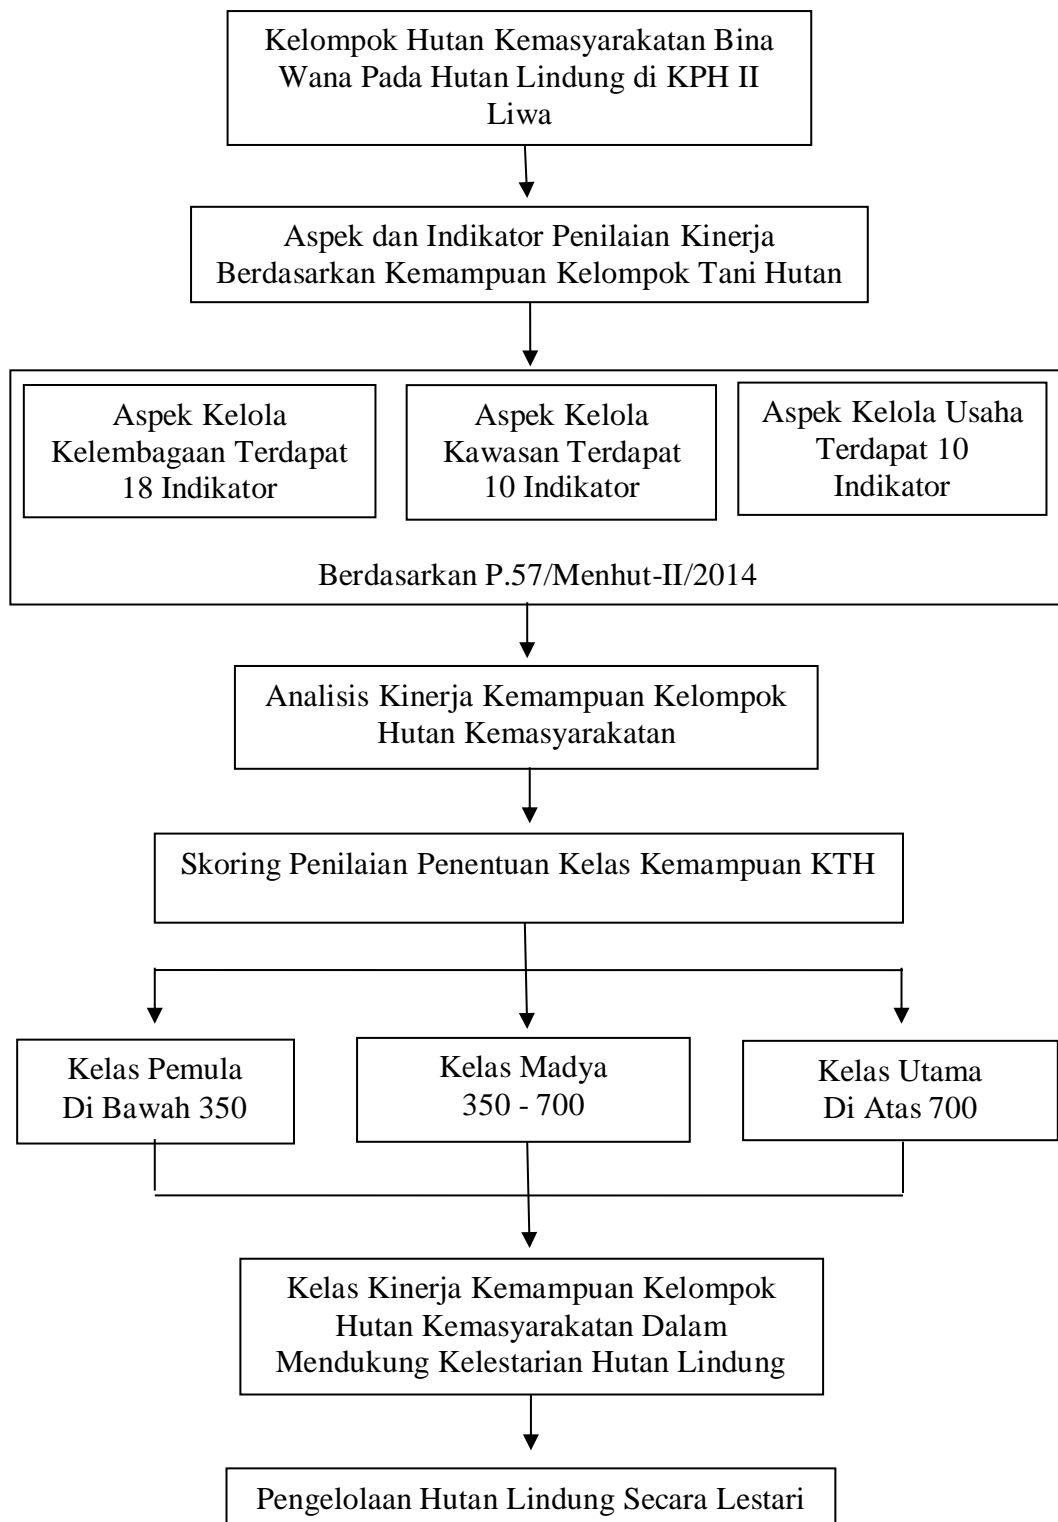 Kelompok Hutan Kemasyarakatan Bina
Wana Pada Hutan Lindung di KPH II
Liwa
Aspek dan Indikator Penilaian Kinerja
Berdasarkan Kemampuan Kelompok Tani Hutan
Aspek Kelola
Kelembagaan Terdapat
18 Indikator
Aspek Kelola
Kawasan Terdapat
10 Indikator
Aspek Kelola Usaha
Terdapat 10
Indikator
Berdasarkan P.57/Menhut-II/2014
Analisis Kinerja Kemampuan Kelompok
Hutan Kemasyarakatan
Skoring Penilaian Penentuan Kelas Kemampuan KTH
Kelas Pemula
Di Bawah 350
Kelas Madya
350 - 700
Kelas Utama
Di Atas 700
Kelas Kinerja Kemampuan Kelompok
Hutan Kemasyarakatan Dalam
Mendukung Kelestarian Hutan Lindung
Pengelolaan Hutan Lindung Secara Lestari